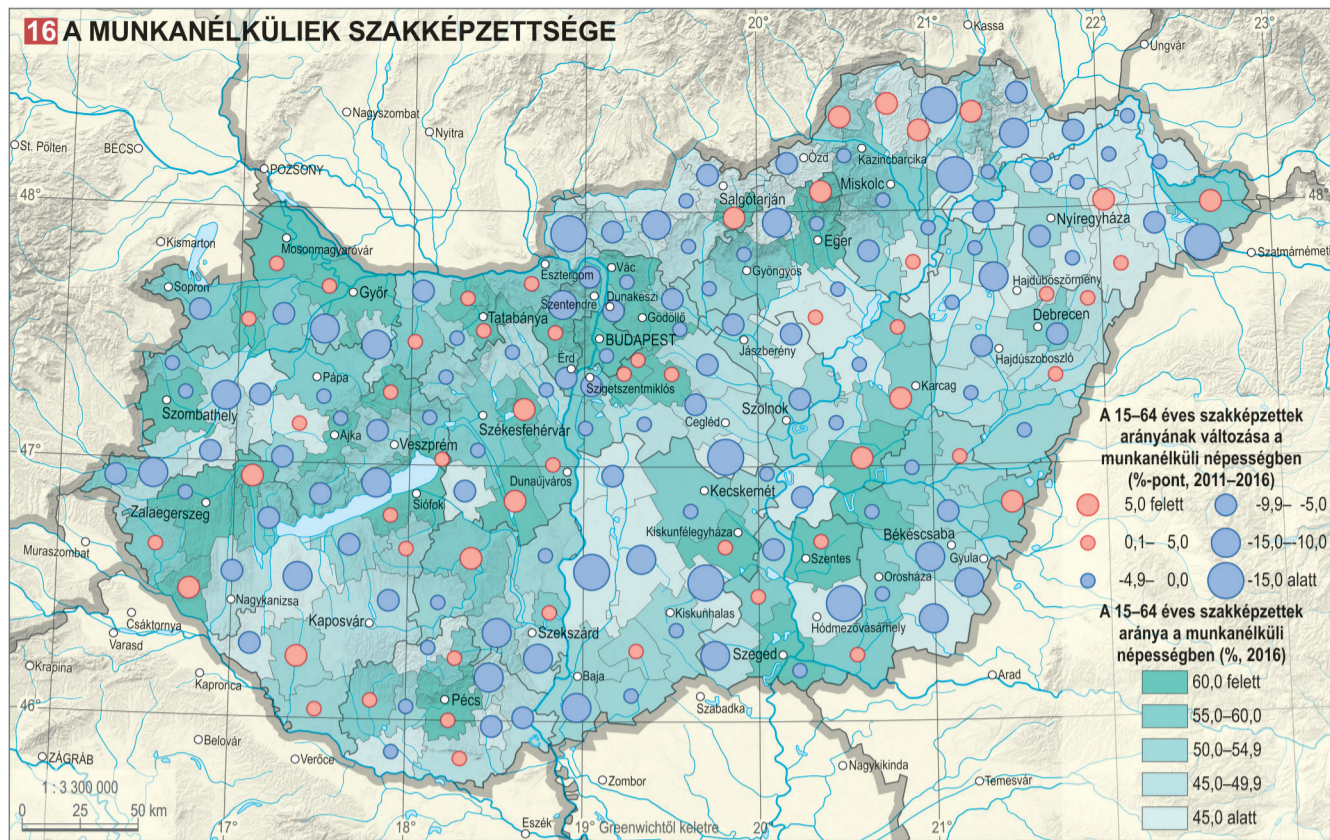 16 A MUNKANÉLKÜLIEK SZAKKÉPZETTSÉGE
20°
21°
22°
23°
Kassa
Ungvár
Nagyszombat
Nyitra
St. Pölten
BÉCS
POZSONY
Ózd
Kazincbarcika
Miskolc
48°
48°
Salgótarján
Nyíregyháza
Kismarton
Mosonmagyaróvár
Eger
Szatmárnémeti
Sopron
Győr
Esztergom
Vác
Gyöngyös
Hajdúböszörmény
Szentendre
Dunakeszi
Tatabánya
Gödöllő
Debrecen
BUDAPEST
Jászberény
Hajdúszoboszló
Érd
Pápa
Szigetszentmiklós
Karcag
Szombathely
Székesfehérvár
Szolnok
Ajka
Cegléd
Veszprém
47°
47°
Dunaújváros
Zalaegerszeg
Siófok
Kecskemét
Muraszombat
Kiskunfélegyháza
Békéscsaba
Szentes
Gyula
Orosháza
Nagykanizsa
Csáktornya
Kaposvár
Kiskunhalas
Hódmezővásárhely
Varasd
Szekszárd
Szeged
Krapina
Kapronca
Baja
Arad
Pécs
Szabadka
46°
46°
Belovár
ZÁGRÁB
Verőce
Nagykikinda
Zombor
Temesvár
Eszék
1 : 3 300 000
0 25 50 km
17°
18°
19°
Greenwichtől keletre
20°
21°
A 15–64 éves szakképzettek
arányának változása a
munkanélküli népességben
(%-pont, 2011–2016)
5,0 felett
-9,9– -5,0
0,1– 5,0
-15,0–-10,0
-4,9– 0,0
-15,0 alatt
A 15–64 éves szakképzettek
aránya a munkanélküli
népességben (%, 2016)
60,0 felett
55,0–60,0
50,0–54,9
45,0–49,9
45,0 alatt